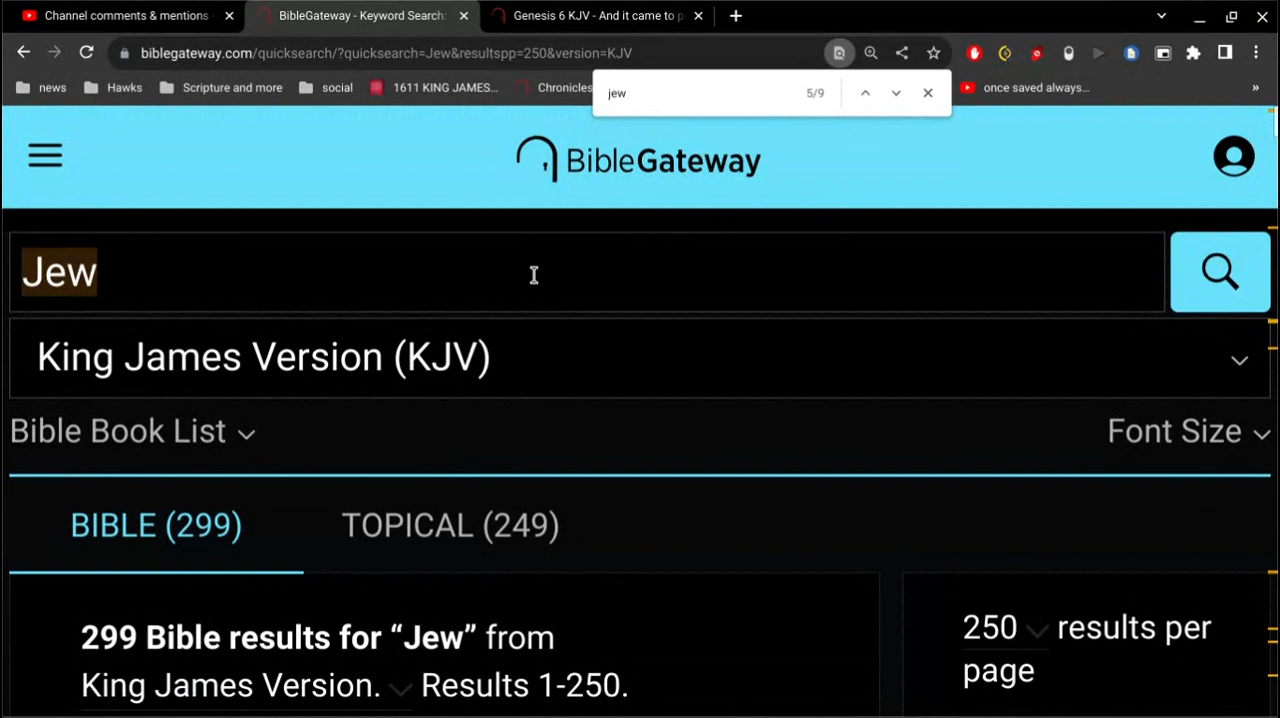 Channel comments & mentions
BibleGateway - Keyword Search:
Genesis 6 KJV - And it came to p
biblegateway.com/quicksearch/?quicksearch=Jew&resultspp=250&version=KJV
news
Hawks
Scripture and more
social
1611 KING JAMES...
Chronicles
once saved always...
»
jew
5/9
BibleGateway
Jew
King James Version (KJV)
Bible Book List
Font Size
BIBLE (299)
TOPICAL (249)
299 Bible results for “Jew” from
King James Version. Results 1-250.
250 results per
page